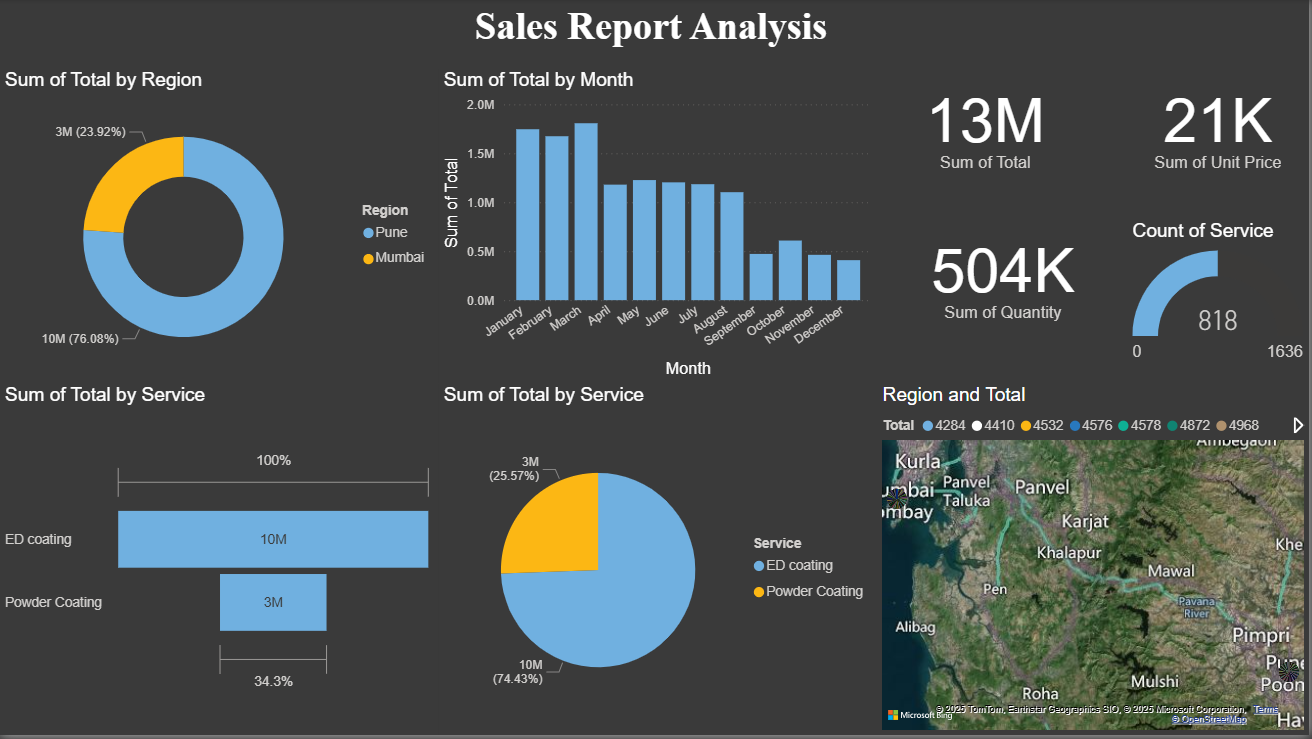 Sales Report Analysis
Sum of Total by Region
3M (23.92%)
10M (76.08%)
Region
Pune
Mumbai
Sum of Total by Month
Sum of Total
2.0M
1.5M
1.0M
0.5M
0.0M
January
February
March
April
May
June
July
August
September
October
November
December
Month
13M
Sum of Total
21K
Sum of Unit Price
504K
Sum of Quantity
Count of Service
818
0
1636
Sum of Total by Service
100%
ED coating
10M
Powder Coating
3M
34.3%
Sum of Total by Service
3M
(25.57%)
10M
(74.43%)
Service
ED coating
Powder Coating
Region and Total
Total 4284 4410 4532 4576 4578 4872 4968
Ambegaon
Kurla
umbai
ombay
Panvel
Taluka
Panvel
Karjat
Khalapur
Khe
Mawal
Pen
Pavana
River
Alibag
Pimpri
Pune
Poon
Mulshi
Roha
Ha
Microsoft Bing
© 2025 TomTom, Earthstar Geographics SIO, © 2025 Microsoft Corporation, Terms
© OpenStreetMap